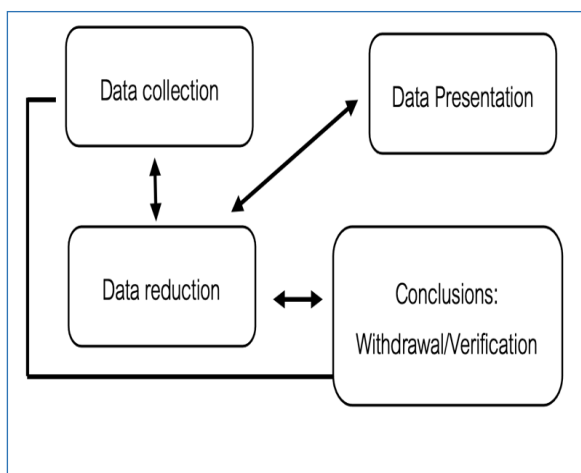 Data collection
Data Presentation
Data reduction
Conclusions:
Withdrawal/Verification